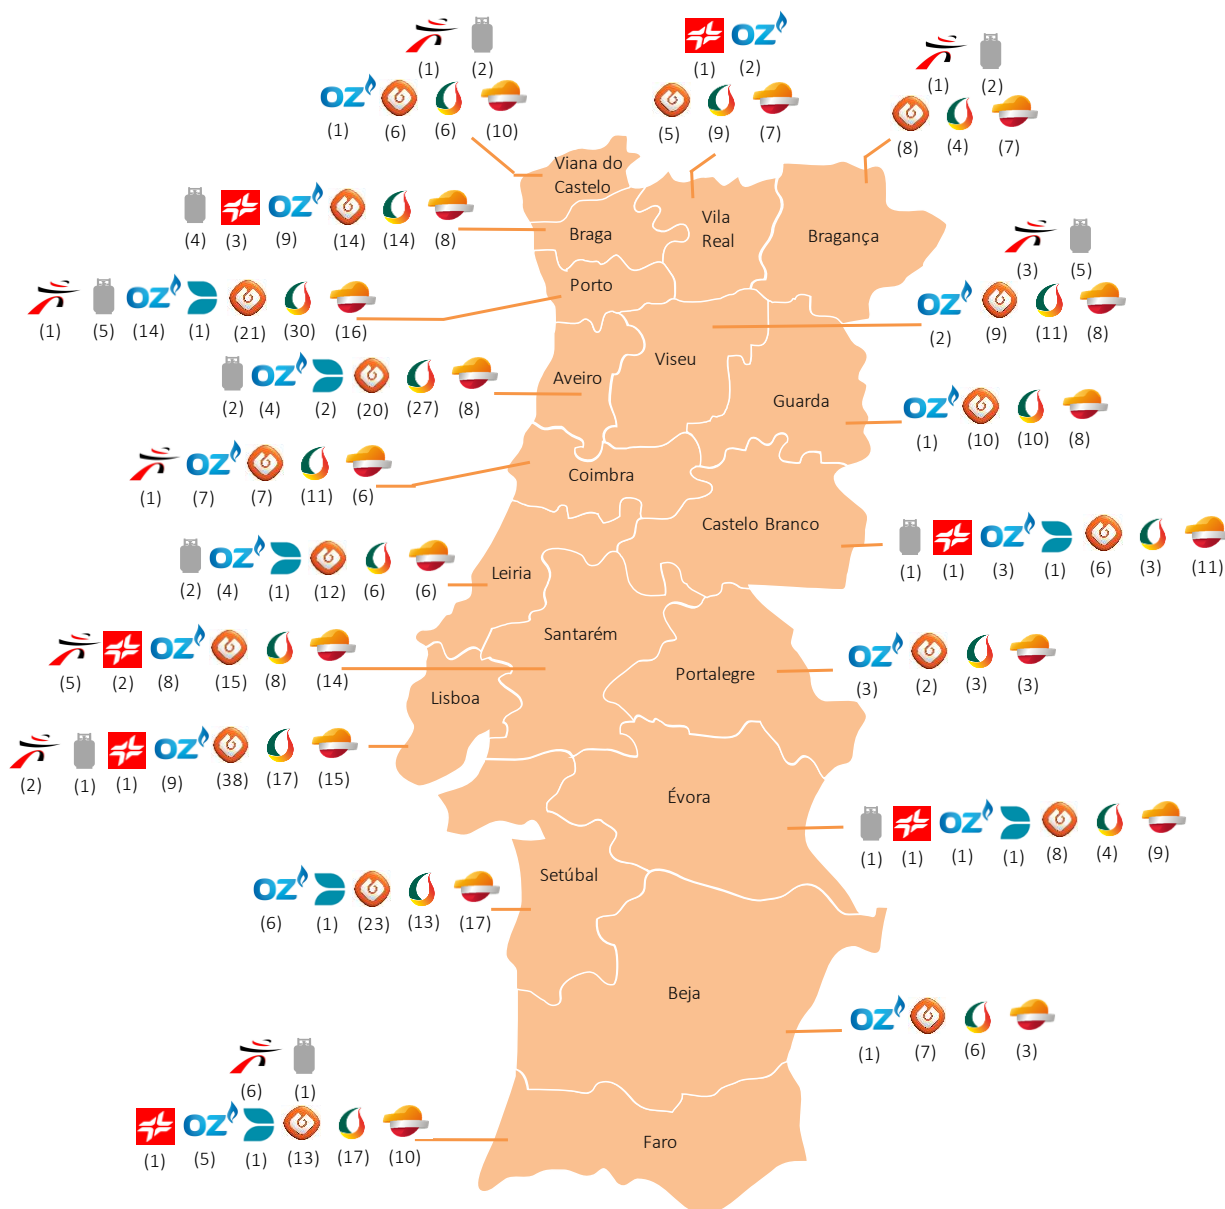 (1) (2)
OZ
(1) (6) (6) (10)
OZ
(1) (2)
(5) (9) (7)
(1) (2)
(8) (4) (7)
Viana do
Castelo
OZ
(4) (3) (9) (14) (14) (8)
Braga
Vila
Real
Bragança
(3) (5)
OZ
(1) (5) (14) (1) (21) (30) (16)
Porto
OZ
(2) (9) (11) (8)
Viseu
OZ
(2) (4) (2) (20) (27) (8)
Aveiro
Guarda
OZ
(1) (10) (10) (8)
OZ
(1) (7) (7) (11) (6)
Coimbra
Castelo Branco
OZ
(1) (1) (3) (1) (6) (3) (11)
OZ
(2) (4) (1) (12) (6) (6)
Leiria
Santarém
OZ
(5) (2) (8) (15) (8) (14)
Portalegre
OZ
(3) (2) (3) (3)
Lisboa
OZ
(2) (1) (1) (9) (38) (17) (15)
Évora
OZ
(1) (1) (1) (1) (8) (4) (9)
OZ
(6) (1) (23) (13) (17)
Setúbal
Beja
OZ
(1) (7) (6) (3)
(6) (1)
OZ
(1) (5) (1) (13) (17) (10)
Faro